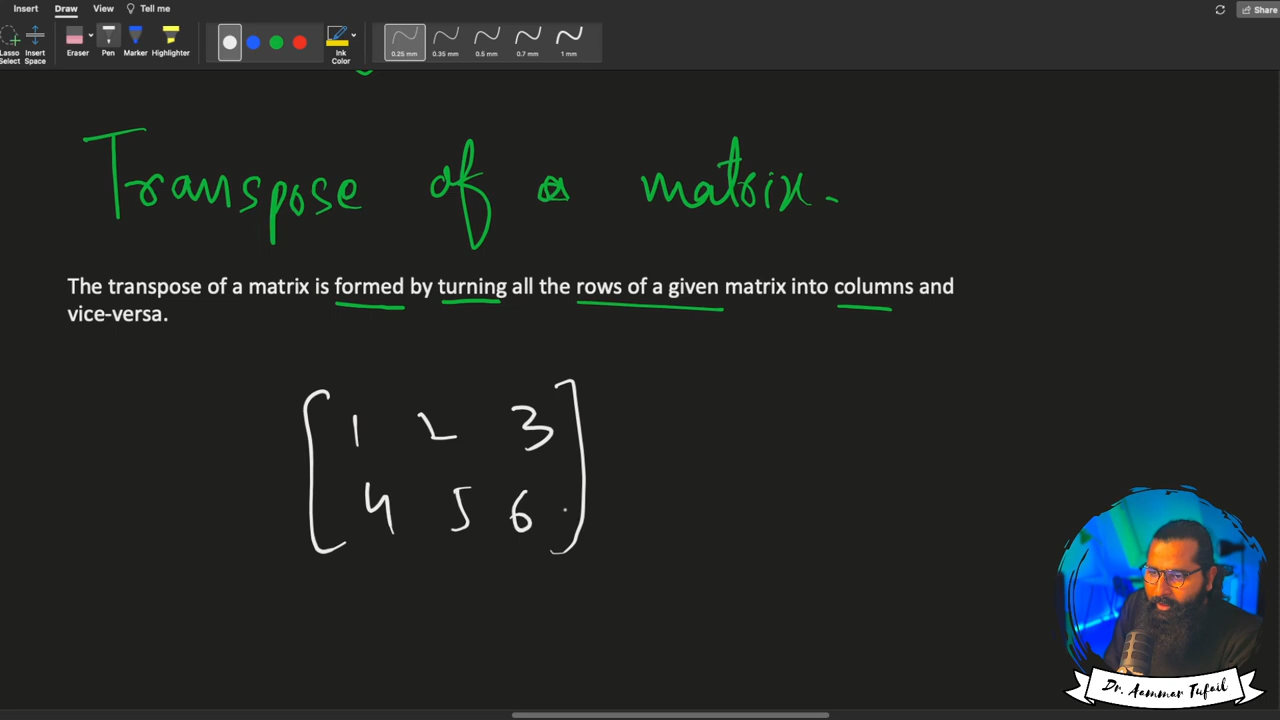 Insert Draw View Tell me
Share
Lasso Select
Insert Space
Eraser
Pen
Marker
Highlighter
Ink Color
0.25 mm
0.35 mm
0.5 mm
0.7 mm
1 mm
Transpose of a matrix.
The transpose of a matrix is formed by turning all the rows of a given matrix into columns and
vice-versa.
1 2 3
4 5 6
Dr. Aammar Tufail